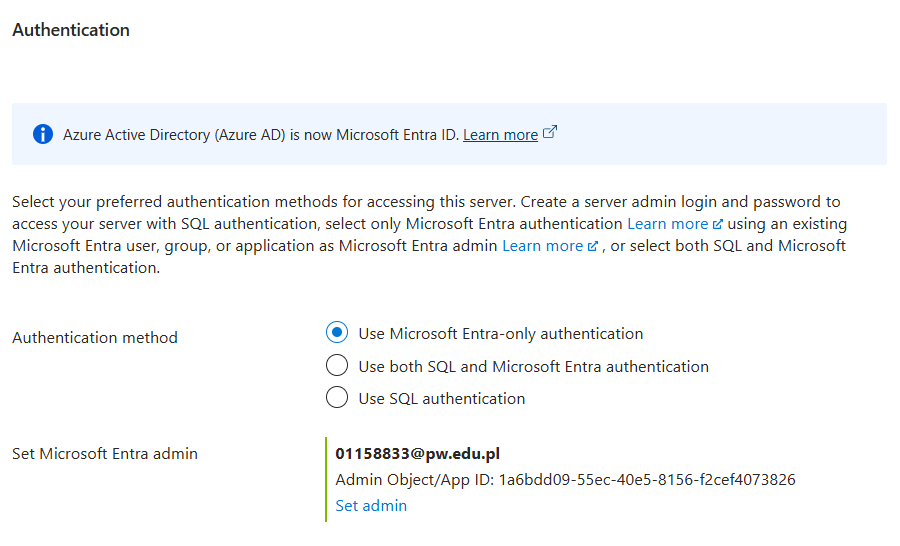 Authentication
Azure Active Directory (Azure AD) is now Microsoft Entra ID. Learn more
Select your preferred authentication methods for accessing this server. Create a server admin login and password to
access your server with SQL authentication, select only Microsoft Entra authentication Learn more using an existing
Microsoft Entra user, group, or application as Microsoft Entra admin Learn more , or select both SQL and Microsoft
Entra authentication.
Authentication method
Use Microsoft Entra-only authentication
Use both SQL and Microsoft Entra authentication
Use SQL authentication
Set Microsoft Entra admin
01158833@pw.edu.pl
Admin Object/App ID: 1a6bdd09-55ec-40e5-8156-f2cef4073826
Set admin